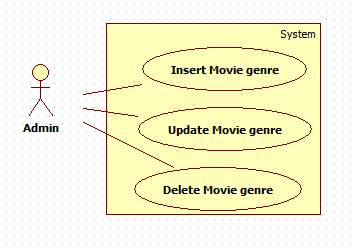 System
Insert Movie genre
Admin
Update Movie genre
Delete Movie genre